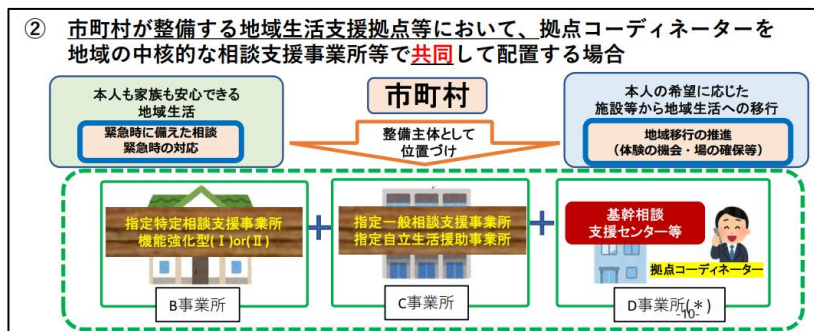 ② 市町村が整備する地域生活支援拠点等において、拠点コーディネーターを
地域の中核的な相談支援事業所等で共同して配置する場合
本人も家族も安心できる
地域生活
緊急時に備えた相談
緊急時の対応
市町村
整備主体として
位置づけ
本人の希望に応じた
施設等から地域生活への移行
地域移行の推進
(体験の機会・場の確保等)
指定特定相談支援事業所
機能強化型(Ⅰ)or(Ⅱ)
B事業所
+
指定一般相談支援事業所
指定自立生活援助事業所
C事業所
+
基幹相談
支援センター等
拠点コーディネーター
D事業所(*)
-10-